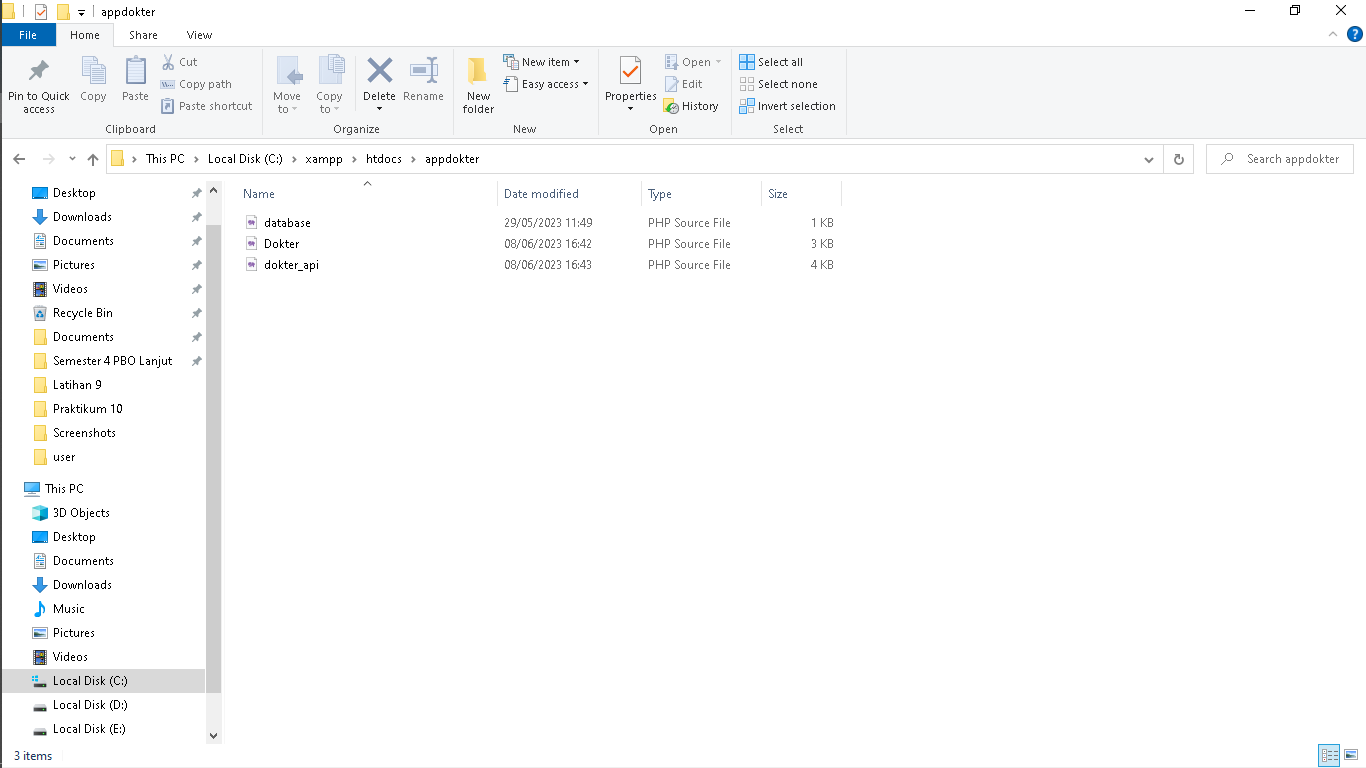 appdokter
File Home Share View
Pin to Quick access
Copy
Paste
Cut
Copy path
Paste shortcut
Clipboard
Move to
Copy to
Delete
Rename
Organize
New folder
New item
Easy access
New
Properties
Open
Edit
History
Open
Select all
Select none
Invert selection
Select
This PC > Local Disk (C:) > xampp > htdocs > appdokter
Search appdokter
Desktop
Downloads
Documents
Pictures
Videos
Recycle Bin
Documents
Semester 4 PBO Lanjut
Latihan 9
Praktikum 10
Screenshots
user
This PC
3D Objects
Desktop
Documents
Downloads
Music
Pictures
Videos
Local Disk (C:)
Local Disk (D:)
Local Disk (E:)
Name Date modified Type Size
database 29/05/2023 11:49 PHP Source File 1 KB
Dokter 08/06/2023 16:42 PHP Source File 3 KB
dokter_api 08/06/2023 16:43 PHP Source File 4 KB
3 items